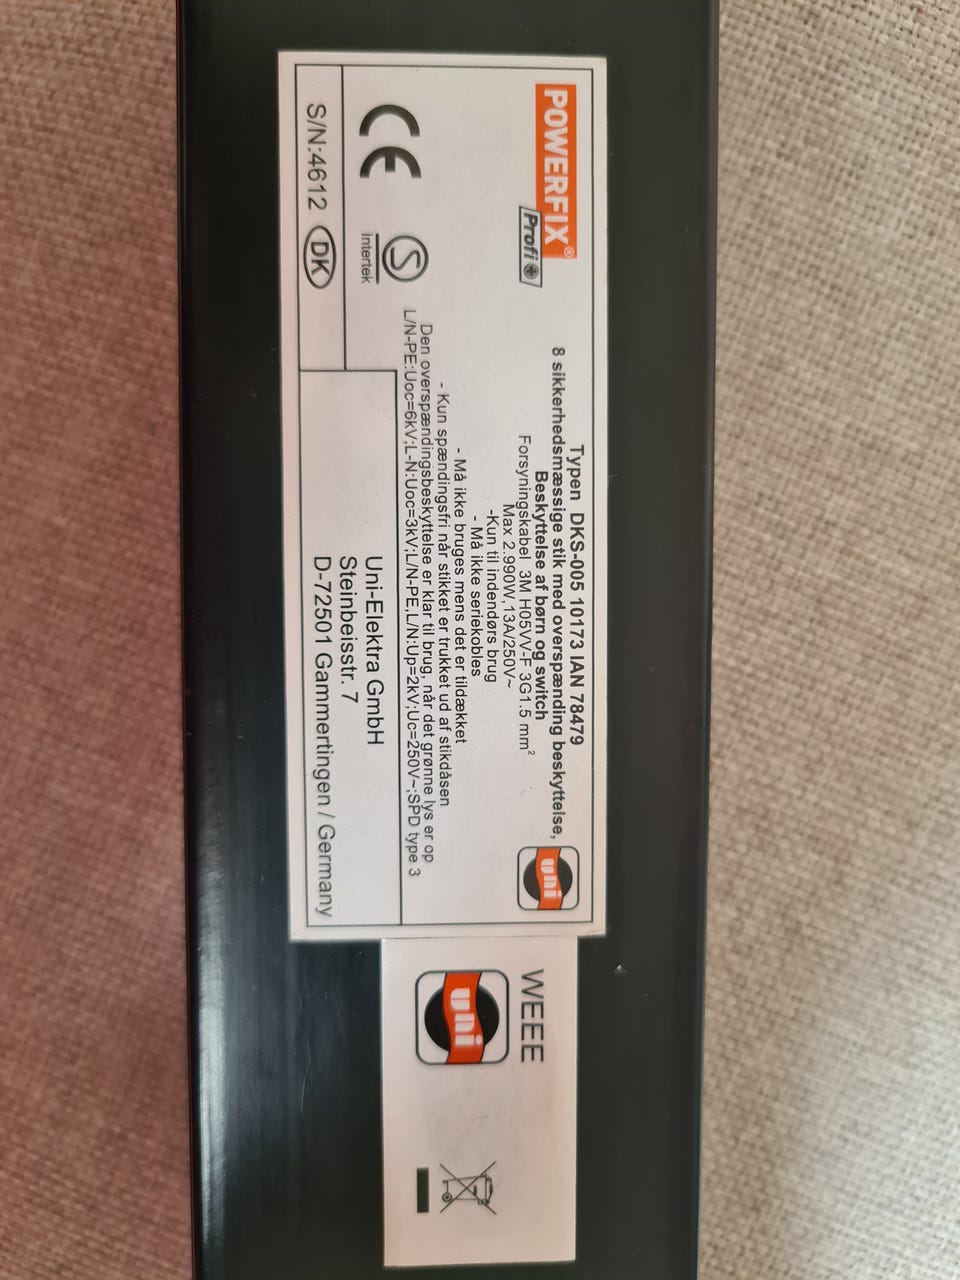 POWERFIX®
Profi+
Typen DKS-005 10173 IAN 78479
8 sikkerhedsmæssige stik med overspænding beskyttelse,
Beskyttelse af børn og switch
Forsyningskabel 3M H05VV-F 3G1.5 mm²
Max 2.990W,13A/250V~
-Kun til indendørs brug
- Må ikke seriekobles
- Må ikke bruges mens det er tildækket
- Kun spændingsfri når stikket er trukket ud af stikdåsen
Den overspændingsbeskyttelse er klar til brug, når det grønne lys er op
L/N-PE:Uoc=6kV;L-N:Uoc=3kV;L/N-PE,L/N:Up=2kV;Uc=250V~;SPD type 3
uni
CE
S
Intertek
S/N:4612 DK
Uni-Elektra GmbH
Steinbeisstr. 7
D-72501 Gammertingen / Germany
WEEE
uni